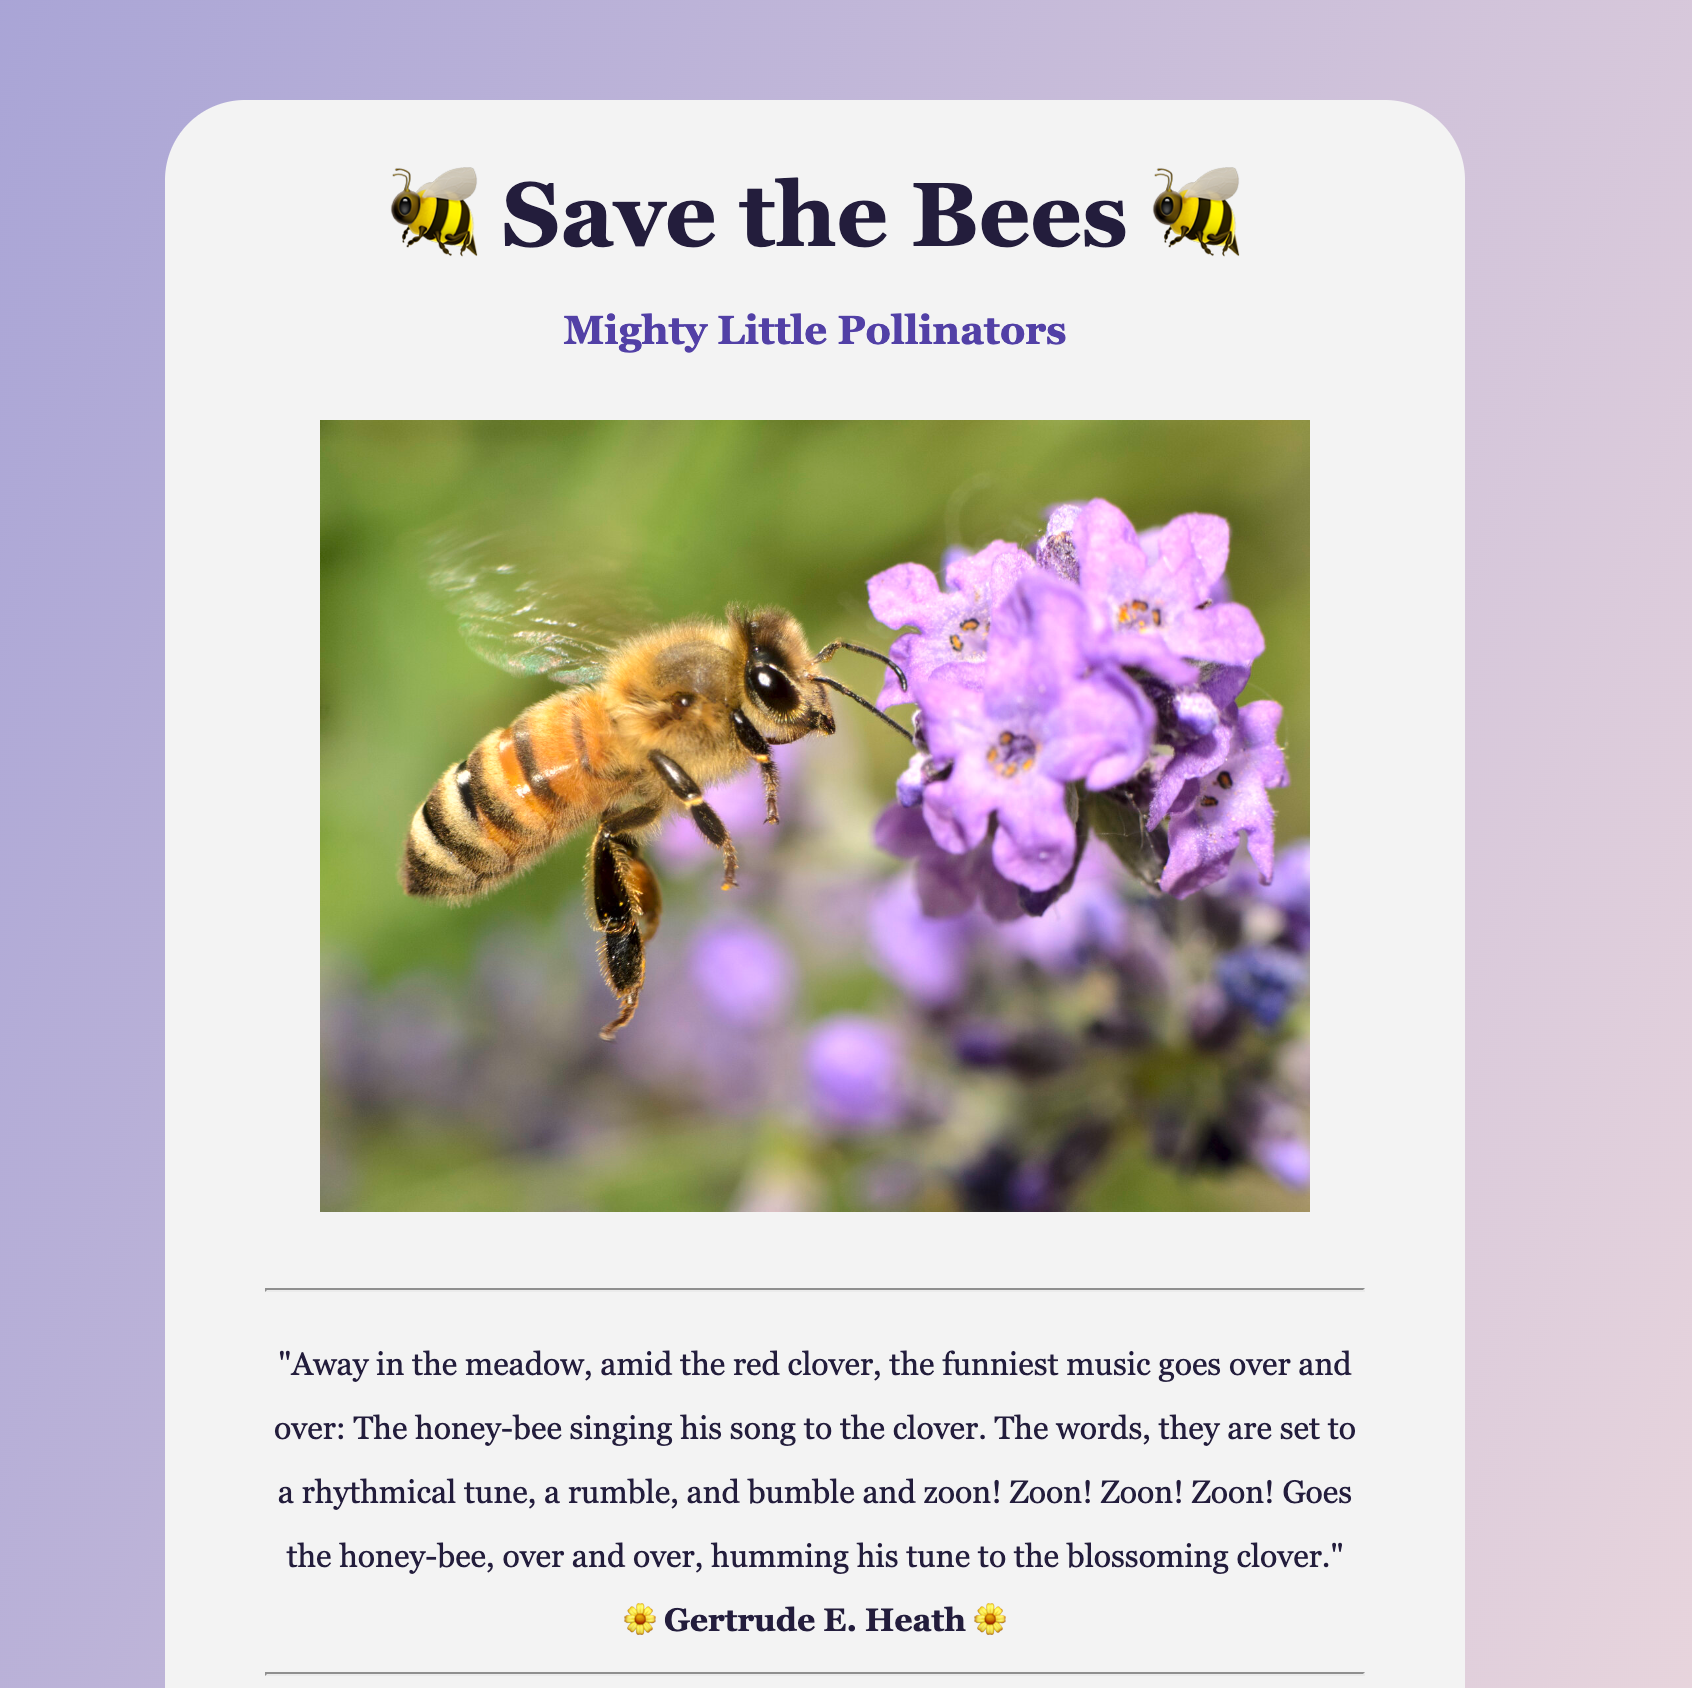 🐝 Save the Bees 🐝
Mighty Little Pollinators
"Away in the meadow, amid the red clover, the funniest music goes over and
over: The honey-bee singing his song to the clover. The words, they are set to
a rhythmical tune, a rumble, and bumble and zoon! Zoon! Zoon! Zoon! Goes
the honey-bee, over and over, humming his tune to the blossoming clover."
🌼 Gertrude E. Heath 🌼